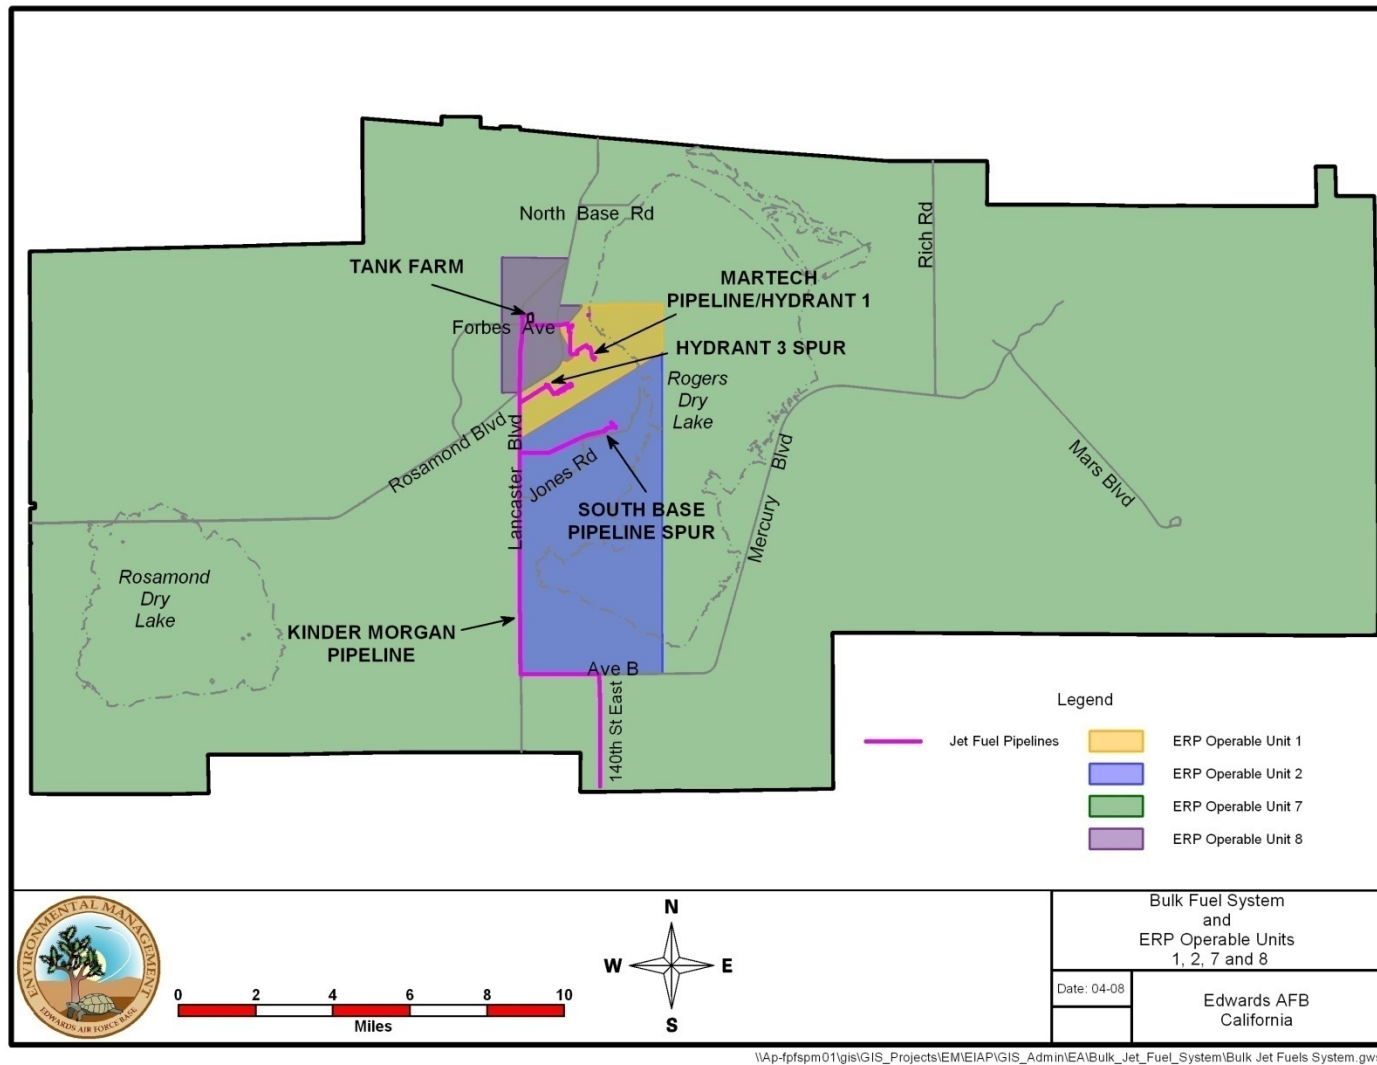 North Base Rd
TANK FARM
MARTECH
PIPELINE/HYDRANT 1
Rich Rd
Forbes Ave
HYDRANT 3 SPUR
Rogers
Dry
Lake
Rosamond Blvd
Lancaster Blvd
Jones Rd
Mercury Blvd
Mars Blvd
SOUTH BASE
PIPELINE SPUR
Rosamond
Dry
Lake
KINDER MORGAN
PIPELINE
Ave B
140th St East
Legend
Jet Fuel Pipelines
ERP Operable Unit 1
ERP Operable Unit 2
ERP Operable Unit 7
ERP Operable Unit 8
ENVIRONMENTAL MANAGEMENT
EDWARDS AIR FORCE BASE
0 2 4 6 8 10
Miles
N
W E
S
Bulk Fuel System
and
ERP Operable Units
1, 2, 7 and 8
Date: 04-08
Edwards AFB
California
\\Ap-fpfspm01\gis\GIS_Projects\EM\EIAP\GIS_Admin\EA\Bulk_Jet_Fuel_System\Bulk Jet Fuels System.gws